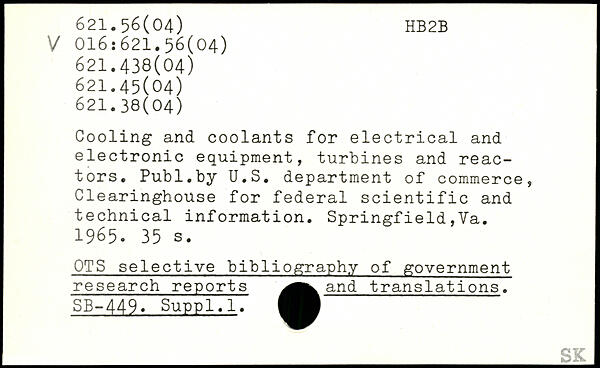 621.56(04) HB2B
V 016:621.56(04)
621.438(04)
621.45(04)
621.38(04)
Cooling and coolants for electrical and
electronic equipment, turbines and reac-
tors. Publ.by U.S. department of commerce,
Clearinghouse for federal scientific and
technical information. Springfield,Va.
1965. 35 s.
OTS selective bibliography of government
research reports and translations.
SB-449. Suppl.1.
SK